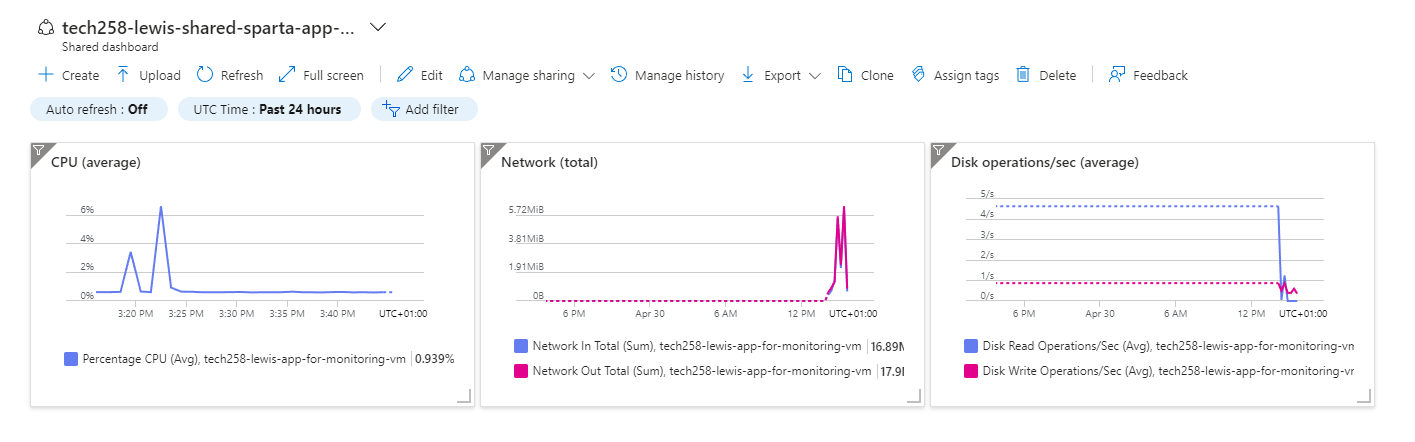 tech258-lewis-shared-sparta-app-...
Shared dashboard
Create Upload Refresh Full screen Edit Manage sharing Manage history Export Clone Assign tags Delete Feedback
Auto refresh : Off UTC Time : Past 24 hours Add filter
CPU (average)
6%
4%
2%
0%
3:20 PM 3:25 PM 3:30 PM 3:35 PM 3:40 PM UTC+01:00
Percentage CPU (Avg), tech258-lewis-app-for-monitoring-vm 0.939%
Network (total)
5.72MiB
3.81MiB
1.91MiB
0B
6 PM Apr 30 6 AM 12 PM UTC+01:00
Network In Total (Sum), tech258-lewis-app-for-monitoring-vm 16.89
Network Out Total (Sum), tech258-lewis-app-for-monitoring-vm 17.9
Disk operations/sec (average)
5/s
4/s
3/s
2/s
1/s
0/s
6 PM Apr 30 6 AM 12 PM UTC+01:00
Disk Read Operations/Sec (Avg), tech258-lewis-app-for-monitoring-vr
Disk Write Operations/Sec (Avg), tech258-lewis-app-for-monitoring-vr